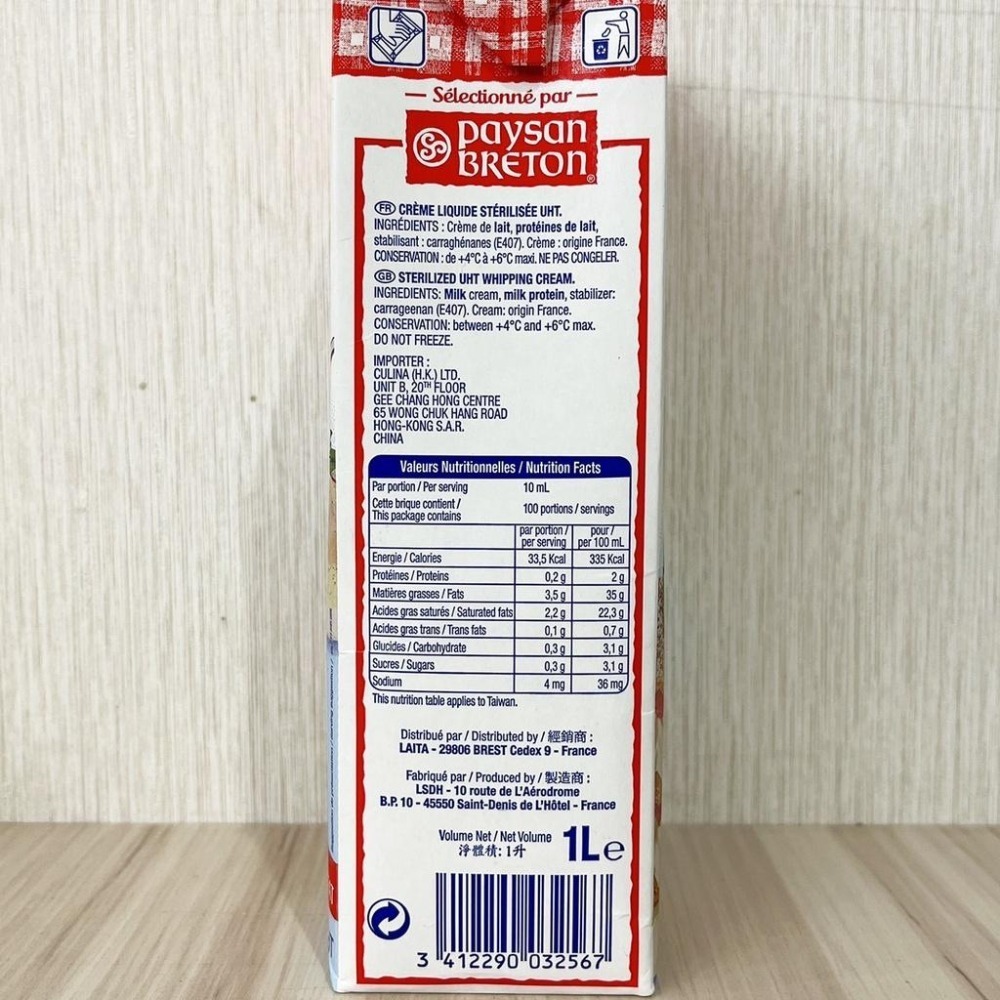 Sélectionné par
paysan
BRETON
FR CRÈME LIQUIDE STÉRILISÉE UHT.
INGRÉDIENTS : Crème de lait, protéines de lait,
stabilisant : carraghénanes (E407). Crème : origine France.
CONSERVATION : de +4°C à +6°C maxi. NE PAS CONGELER.
GB STERILIZED UHT WHIPPING CREAM.
INGREDIENTS: Milk cream, milk protein, stabilizer:
carrageenan (E407). Cream: origin France.
CONSERVATION: between +4°C and +6°C max.
DO NOT FREEZE.
IMPORTER :
CULINA (H.K.) LTD.
UNIT B, 20TH FLOOR
GEE CHANG HONG CENTRE
65 WONG CHUK HANG ROAD
HONG-KONG S.A.R.
CHINA
Valeurs Nutritionnelles / Nutrition Facts
Par portion / Per serving 10 mL
Cette brique contient /
This package contains 100 portions / servings
par portion / pour /
per serving per 100 mL
Energie / Calories 33,5 Kcal 335 Kcal
Protéines / Proteins 0,2 g 2 g
Matières grasses / Fats 3,5 g 35 g
Acides gras saturés / Saturated fats 2,2 g 22,3 g
Acides gras trans / Trans fats 0,1 g 0,7 g
Glucides / Carbohydrate 0,3 g 3,1 g
Sucres / Sugars 0,3 g 3,1 g
Sodium 4 mg 36 mg
This nutrition table applies to Taiwan.
Distribué par / Distributed by / 經銷商 :
LAITA - 29806 BREST Cedex 9 - France
Fabriqué par / Produced by / 製造商 :
LSDH - 10 route de L'Aérodrome
B.P. 10 - 45550 Saint-Denis de L'Hôtel - France
Volume Net / Net Volume 1L e
淨體積: 1升
3 412290 032567